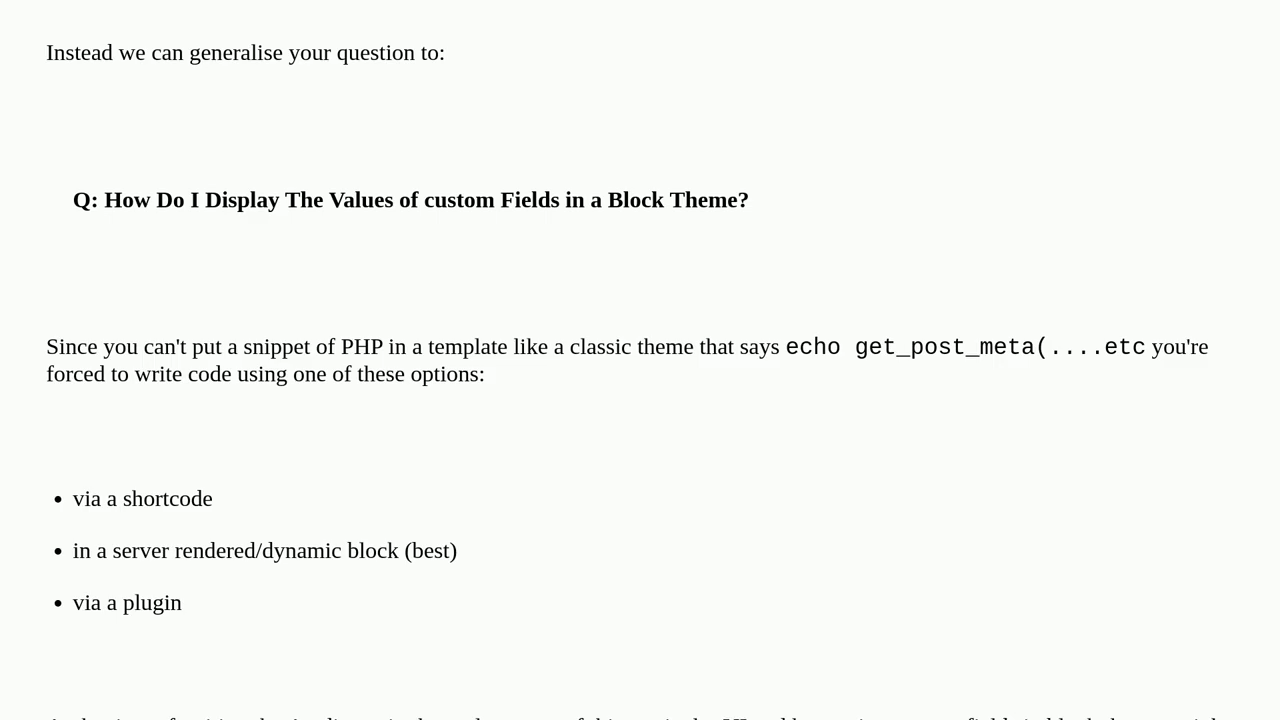 Instead we can generalise your question to:
Q: How Do I Display The Values of custom Fields in a Block Theme?
Since you can't put a snippet of PHP in a template like a classic theme that says echo get_post_meta(....etc you're
forced to write code using one of these options:
• via a shortcode
• in a server rendered/dynamic block (best)
• via a plugin